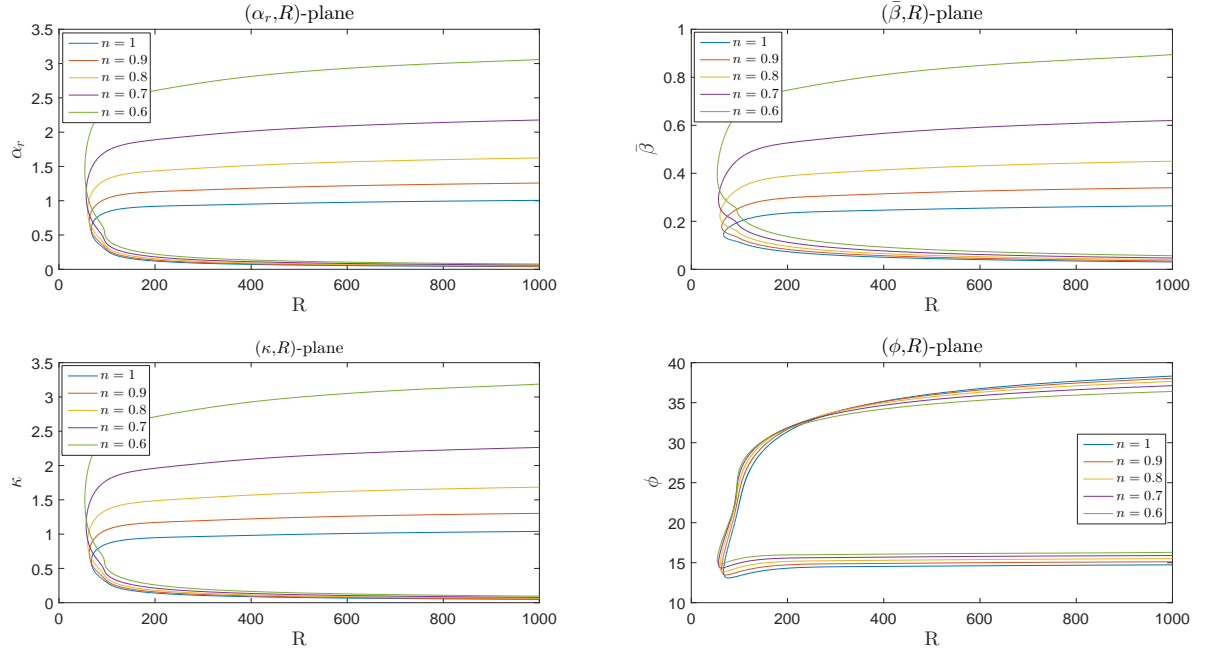 (α_r,R)-plane
3.5
3
2.5
2
1.5
1
0.5
0
α_r
0 200 400 600 800 1000
R
n = 1
n = 0.9
n = 0.8
n = 0.7
n = 0.6
(β̄,R)-plane
1
0.8
0.6
0.4
0.2
0
β̄
0 200 400 600 800 1000
R
n = 1
n = 0.9
n = 0.8
n = 0.7
n = 0.6
(κ,R)-plane
3.5
3
2.5
2
1.5
1
0.5
0
κ
0 200 400 600 800 1000
R
n = 1
n = 0.9
n = 0.8
n = 0.7
n = 0.6
(ϕ,R)-plane
40
35
30
25
20
15
10
ϕ
0 200 400 600 800 1000
R
n = 1
n = 0.9
n = 0.8
n = 0.7
n = 0.6